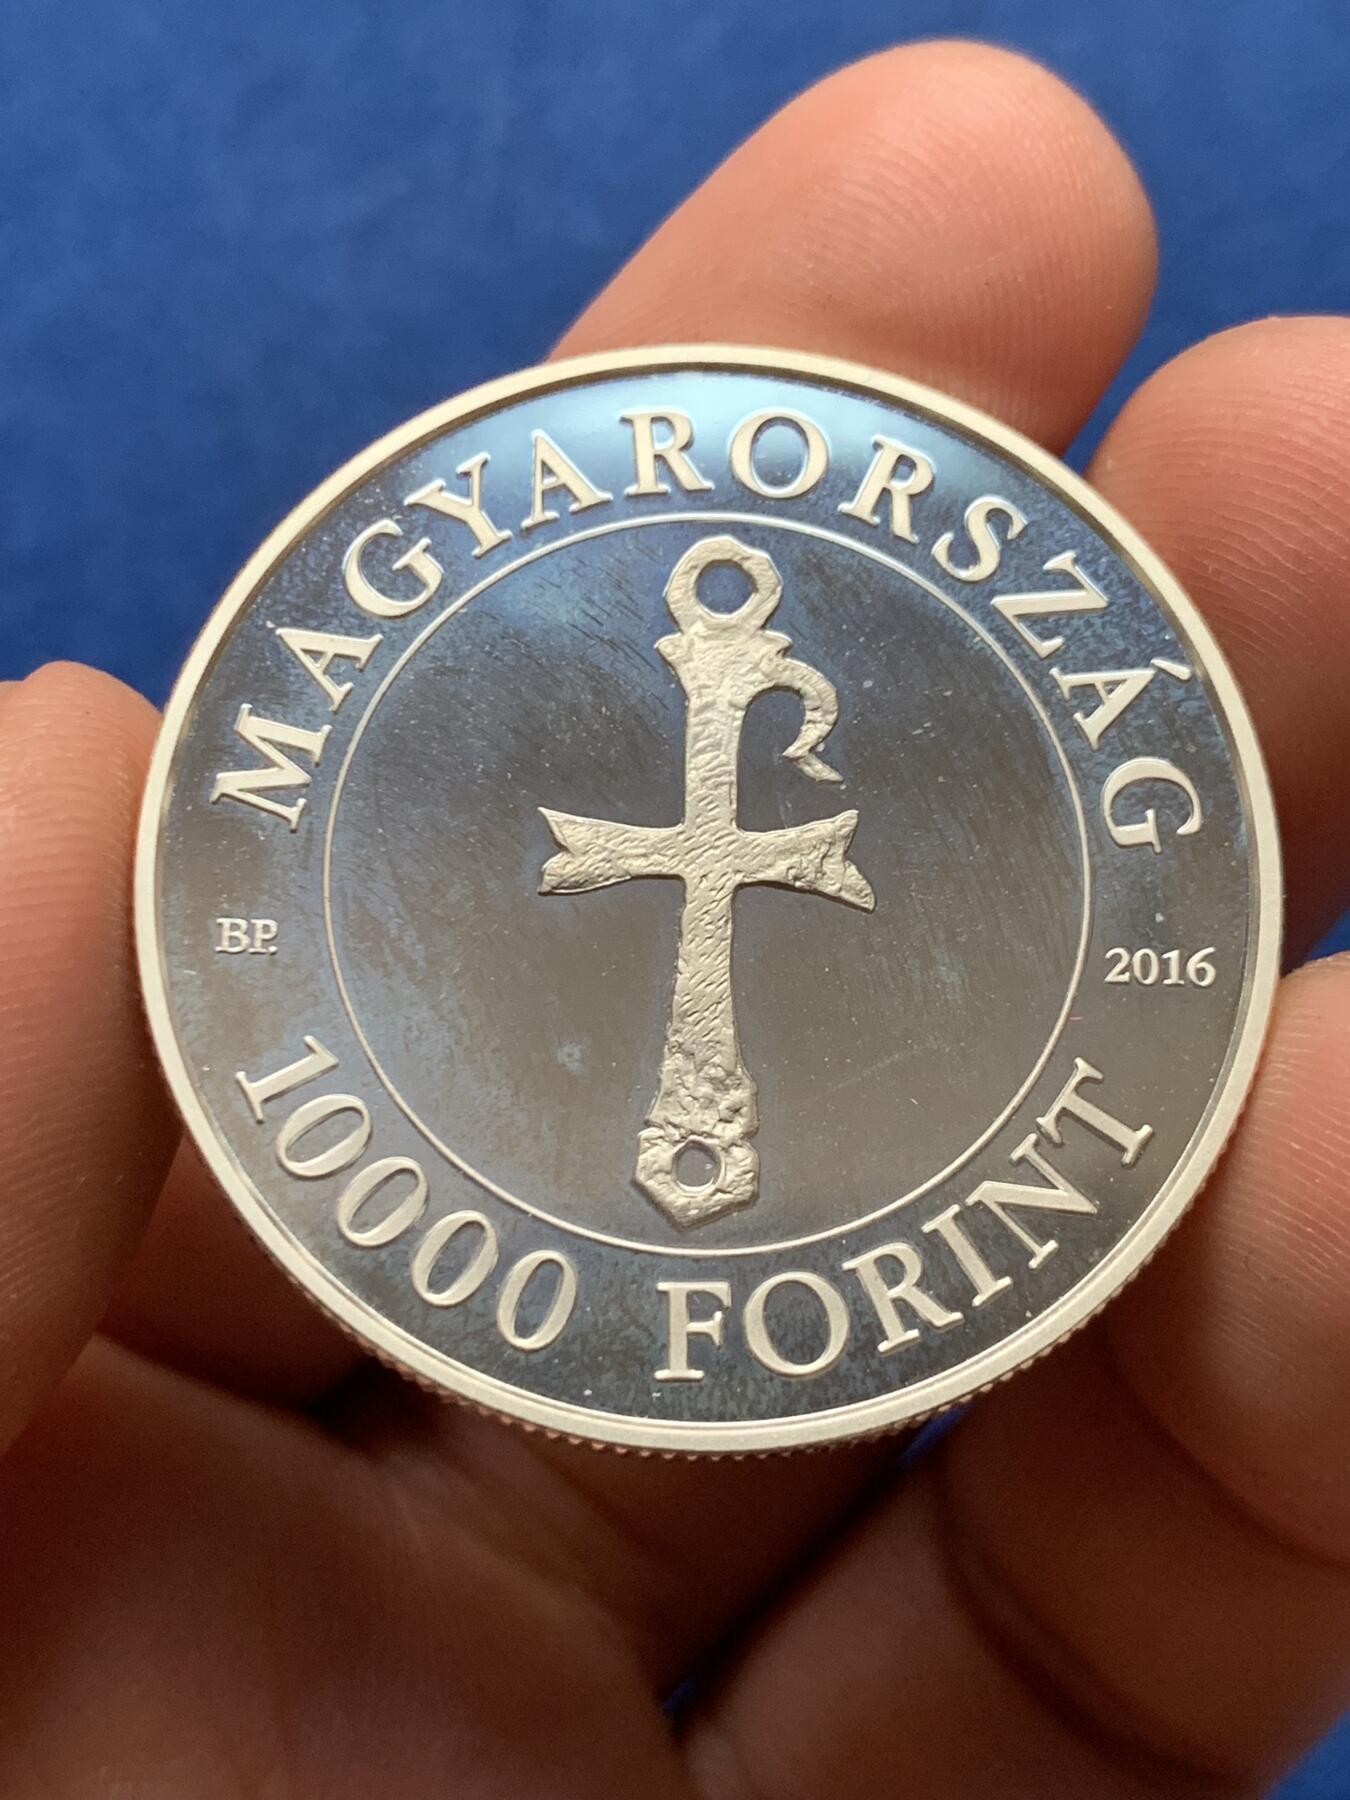 MAGYARORSZÁG
BP.
2016
10000 FORINT